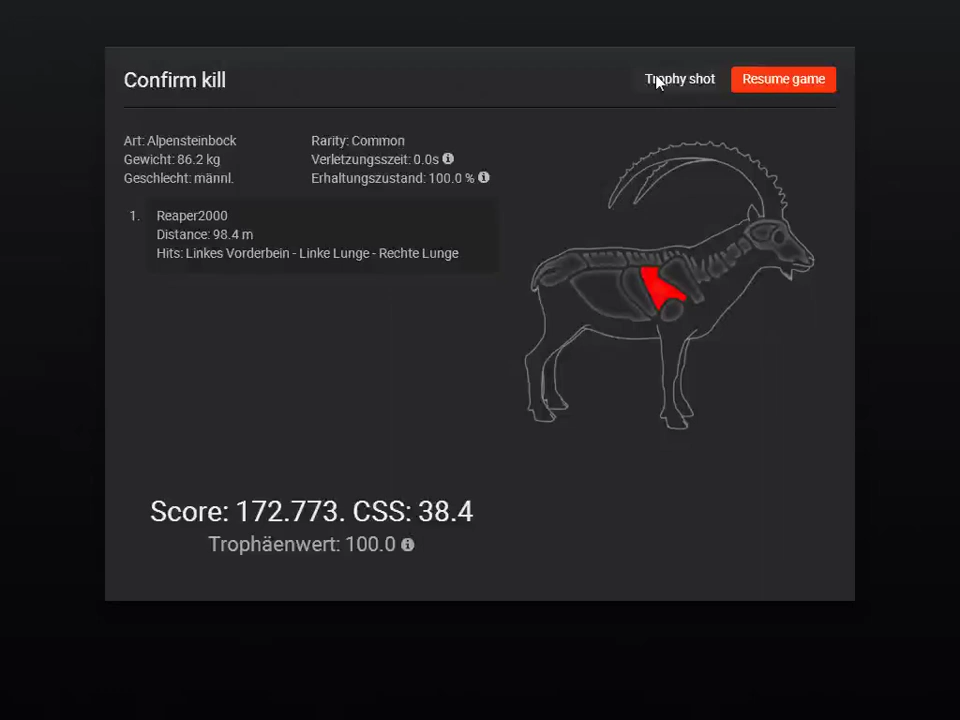 Confirm kill
Trophy shot
Resume game
Art: Alpensteinbock
Rarity: Common
Gewicht: 86.2 kg
Verletzungsszeit: 0.0s
Geschlecht: männl.
Erhaltungszustand: 100.0 %
1. Reaper2000
Distance: 98.4 m
Hits: Linkes Vorderbein - Linke Lunge - Rechte Lunge
Score: 172.773. CSS: 38.4
Trophäenwert: 100.0